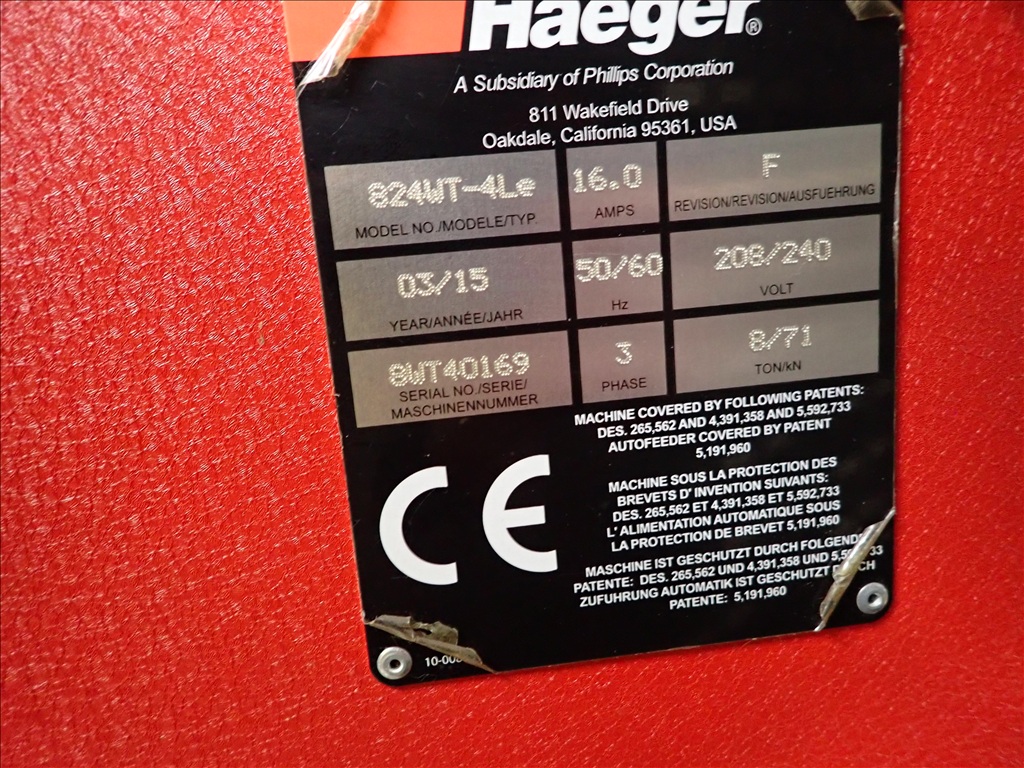 Haeger®
A Subsidiary of Phillips Corporation
811 Wakefield Drive
Oakdale, California 95361, USA
824WT-4Le 16.0 F
MODEL NO./MODELE/TYP. AMPS REVISION/REVISION/AUSFUEHRUNG
03/15 50/60 208/240
YEAR/ANNÉE/JAHR Hz VOLT
8WT40169 3 8/71
SERIAL NO./SERIE/ PHASE TON/kN
MASCHINENNUMMER
MACHINE COVERED BY FOLLOWING PATENTS:
DES. 265,562 AND 4,391,358 AND 5,592,733
AUTOFEEDER COVERED BY PATENT
5,191,960
CE
MACHINE SOUS LA PROTECTION DES
BREVETS D' INVENTION SUIVANTS:
DES. 265,562 ET 4,391,358 ET 5,592,733
L' ALIMENTATION AUTOMATIQUE SOUS
LA PROTECTION DE BREVET 5,191,960
MACHINE IST GESCHUTZT DURCH FOLGENDE
PATENTE: DES. 265,562 UND 4,391,358 UND
ZUFUHRUNG AUTOMATIK IST GESCHUTZT DURCH
PATENTE: 5,191,960